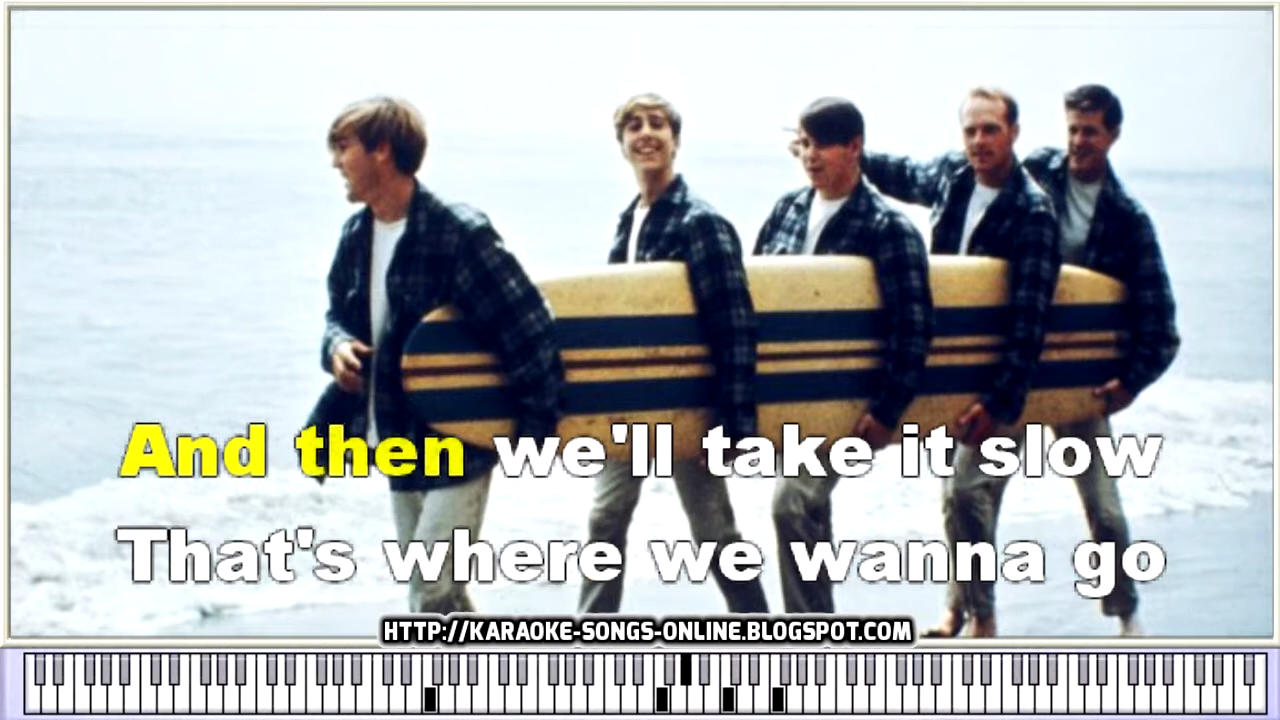 And then we'll take it slow
That's where we wanna go
HTTP://KARAOKE-SONGS-ONLINE.BLOGSPOT.COM